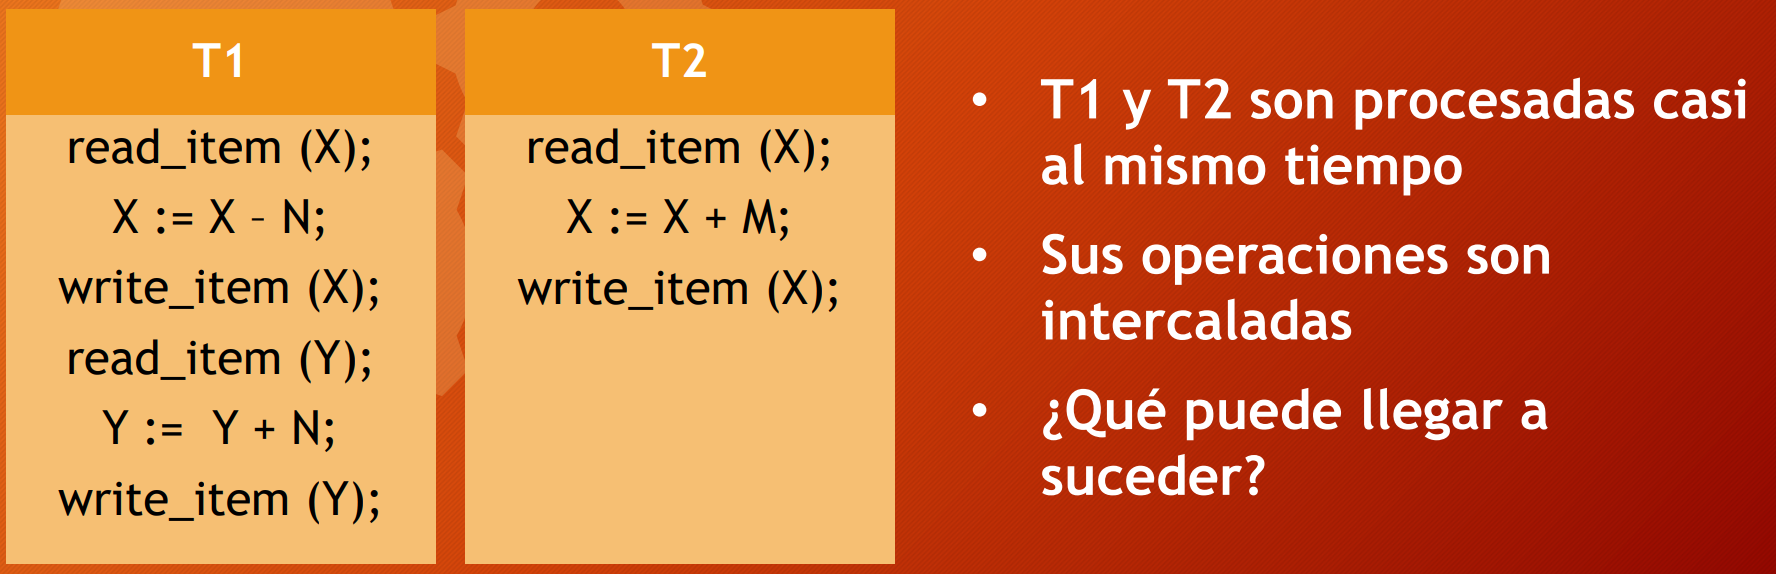 T1
read_item (X);
X := X – N;
write_item (X);
read_item (Y);
Y := Y + N;
write_item (Y);
T2
read_item (X);
X := X + M;
write_item (X);
• T1 y T2 son procesadas casi
al mismo tiempo
• Sus operaciones son
intercaladas
• ¿Qué puede llegar a
suceder?